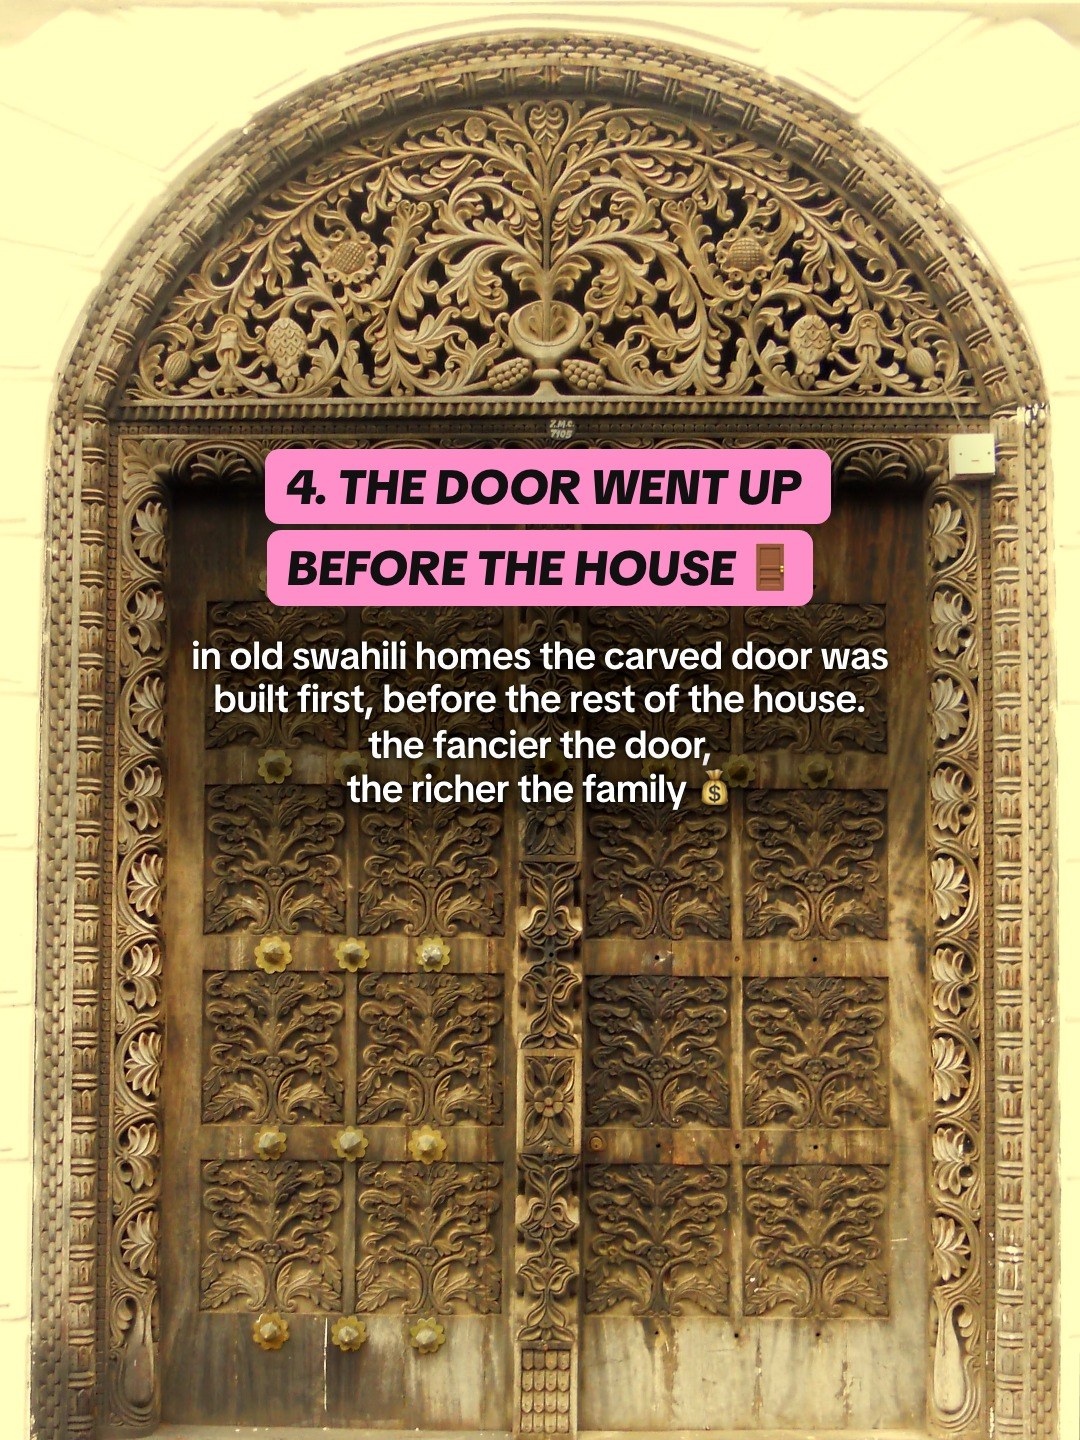 Z.M.C.
7105
4. THE DOOR WENT UP
BEFORE THE HOUSE 🚪
in old swahili homes the carved door was
built first, before the rest of the house.
the fancier the door,
the richer the family 💰